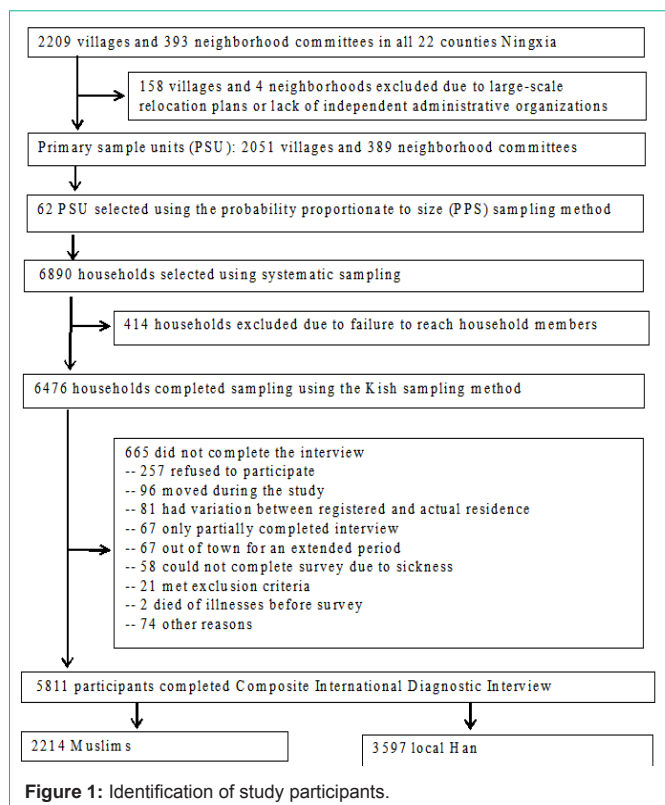 2209 villages and 393 neighborhood committees in all 22 counties Ningxia
158 villages and 4 neighborhoods excluded due to large-scale
relocation plans or lack of independent administrative organizations
Primary sample units (PSU): 2051 villages and 389 neighborhood committees
62 PSU selected using the probability proportionate to size (PPS) sampling method
6890 households selected using systematic sampling
414 households excluded due to failure to reach household members
6476 households completed sampling using the Kish sampling method
665 did not complete the interview
-- 257 refused to participate
-- 96 moved during the study
-- 81 had variation between registered and actual residence
-- 67 only partially completed interview
-- 67 out of town for an extended period
-- 58 could not complete survey due to sickness
-- 21 met exclusion criteria
-- 2 died of illnesses before survey
-- 74 other reasons
5811 participants completed Composite International Diagnostic Interview
2214 Muslims
3597 local Han
Figure 1: Identification of study participants.